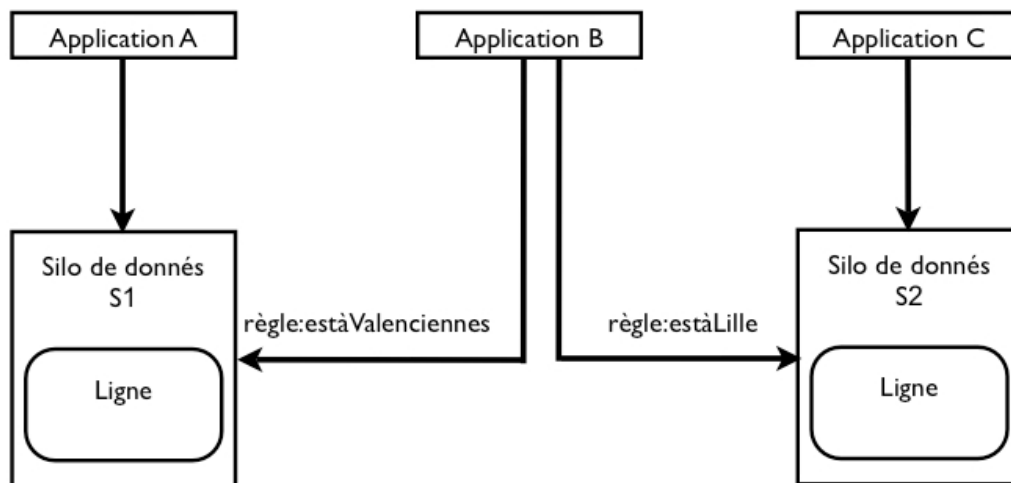 Application A
Application B
Application C
Silo de donnés
S1
Silo de donnés
S2
règle:estàValenciennes
règle:estàLille
Ligne
Ligne